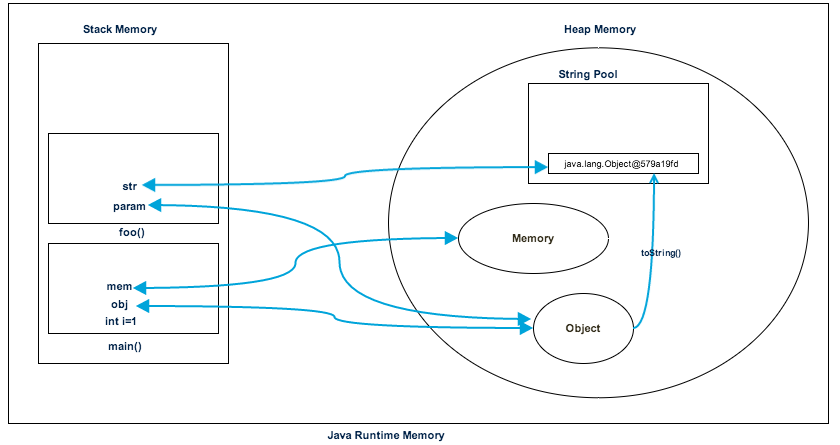 Stack Memory
Heap Memory
String Pool
java.lang.Object@579a19fd
str
param
foo()
Memory
toString()
mem
obj
int i=1
Object
main()
Java Runtime Memory